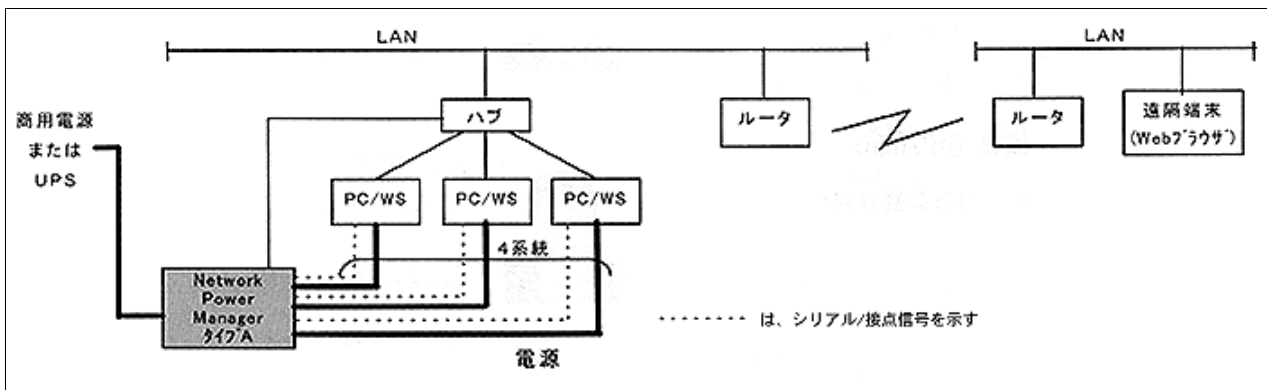 LAN
LAN
ハブ
ルータ
ルータ
遠隔端末
(Webﾌﾞﾗｳｻﾞ)
商用電源
または
UPS
PC/WS
PC/WS
PC/WS
4系統
Network
Power
Manager
ﾀｲﾌﾟA
は、シリアル/接点信号を示す
電源